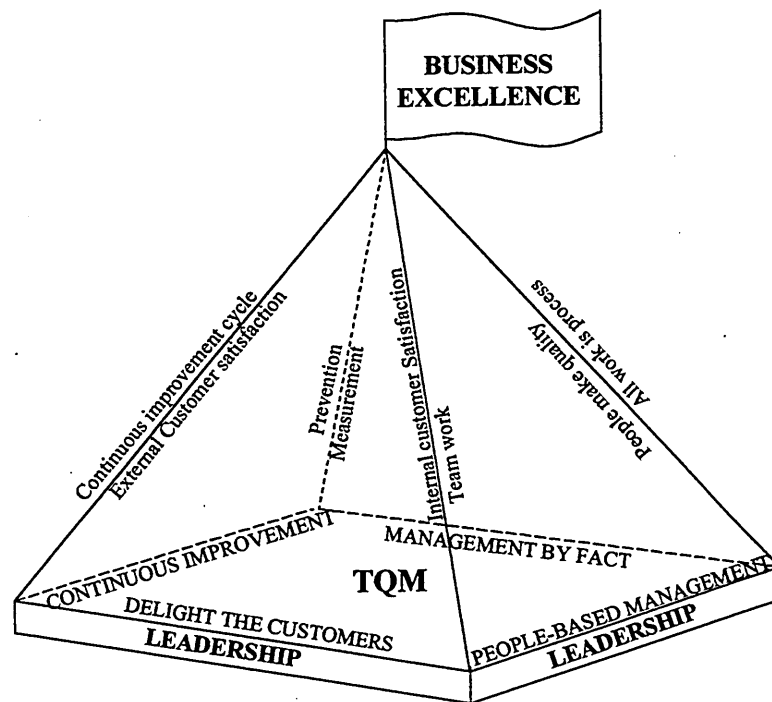 BUSINESS
EXCELLENCE
Continuous improvement cycle
External Customer satisfaction
Prevention
Measurement
Internal customer Satisfaction
Team work
All work is process
People make quality
CONTINUOUS IMPROVEMENT
MANAGEMENT BY FACT
TQM
DELIGHT THE CUSTOMERS
PEOPLE-BASED MANAGEMENT
LEADERSHIP
LEADERSHIP